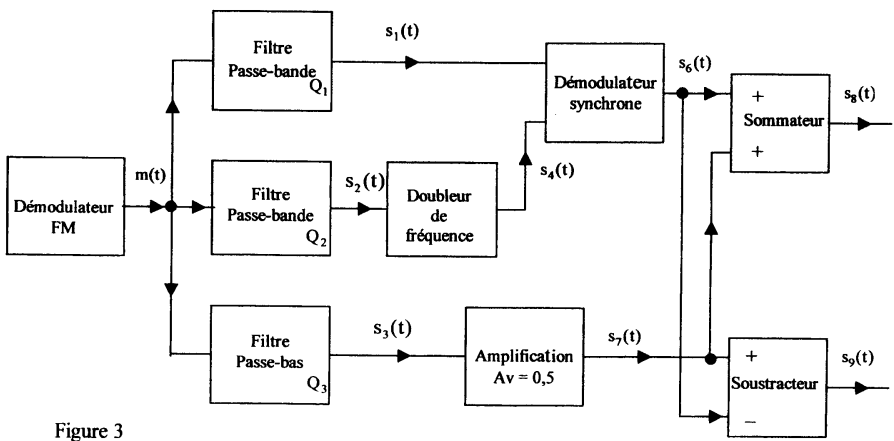 s₁(t)
Filtre
Passe-bande
Q₁
Démodulateur
synchrone
s₆(t)
s₈(t)
+
Sommateur
+
m(t)
Démodulateur
FM
Filtre
Passe-bande
Q₂
s₂(t)
Doubleur
de
fréquence
s₄(t)
Filtre
Passe-bas
Q₃
s₃(t)
Amplification
Av = 0,5
s₇(t)
+
Soustracteur
−
s₉(t)
Figure 3